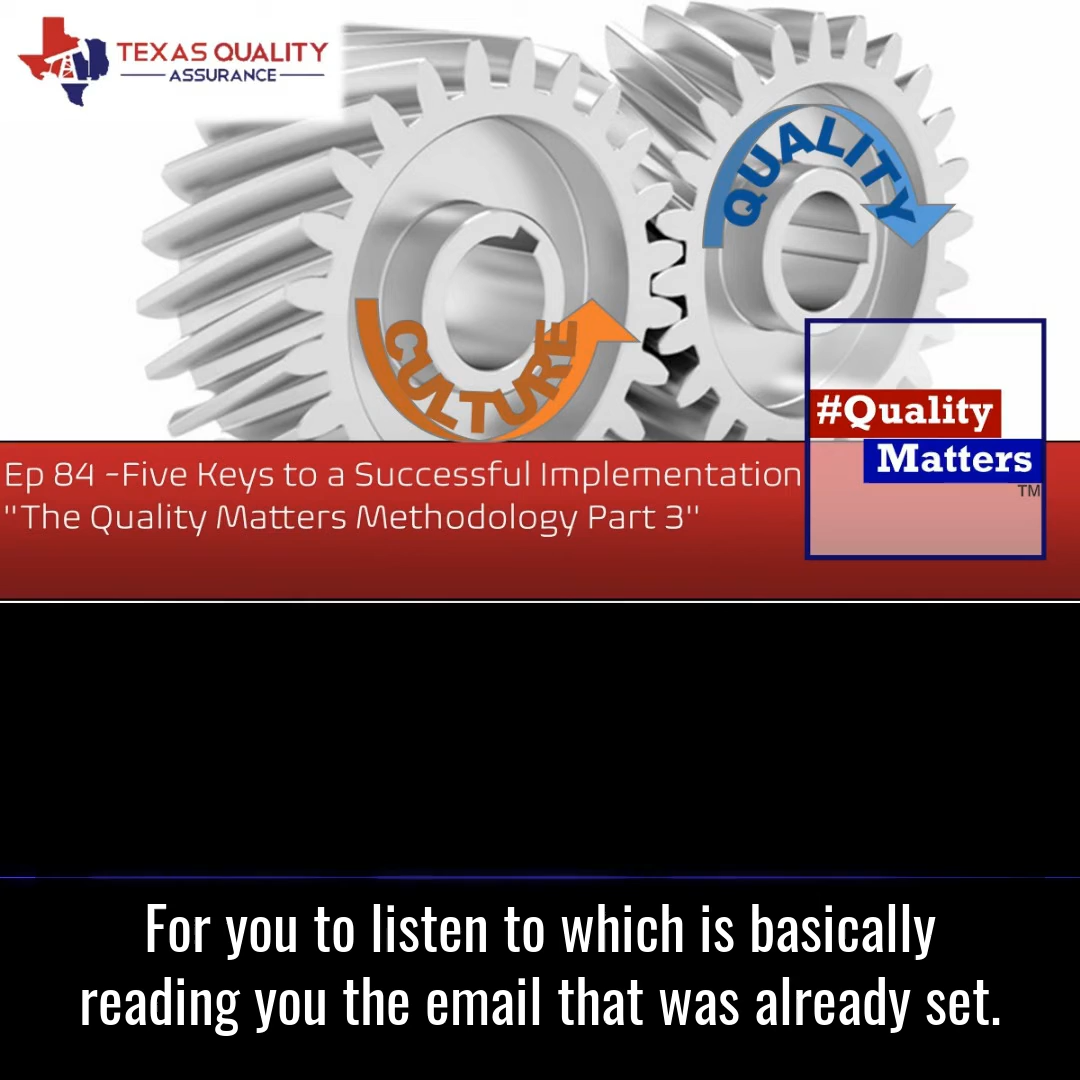 TEXAS QUALITY
ASSURANCE
QUALITY
CULTURE
#Quality
Matters
TM
Ep 84 -Five Keys to a Successful Implementation
"The Quality Matters Methodology Part 3"
For you to listen to which is basically
reading you the email that was already set.